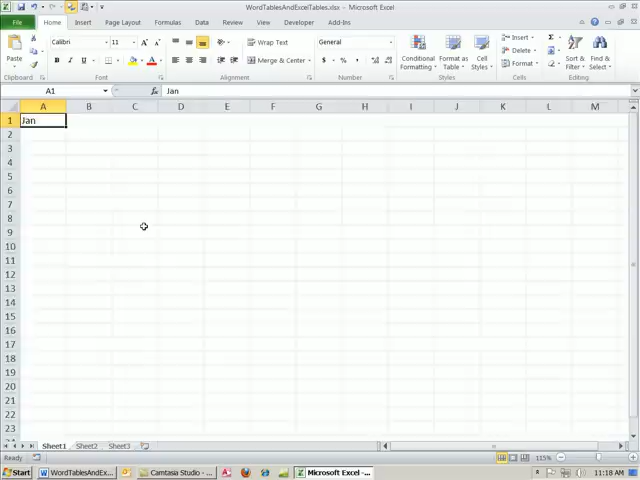 WordTablesAndExcelTables.xlsx - Microsoft Excel
File Home Insert Page Layout Formulas Data Review View Developer Add-Ins
Calibri 11 A A Wrap Text General Insert Σ
Paste B I U A Merge & Center $ % , Conditional Formatting Format as Table Cell Styles Delete Format Sort & Filter Find & Select
Clipboard Font Alignment Number Styles Cells Editing
A1 fx Jan
A B C D E F G H I J K L M
1 Jan
2
3
4
5
6
7
8
9
10
11
12
13
14
15
16
17
18
19
20
21
22
23
Sheet1 Sheet2 Sheet3
115%
Start WordTablesAndEx... Camtasia Studio - ... Microsoft Excel - ... 11:18 AM